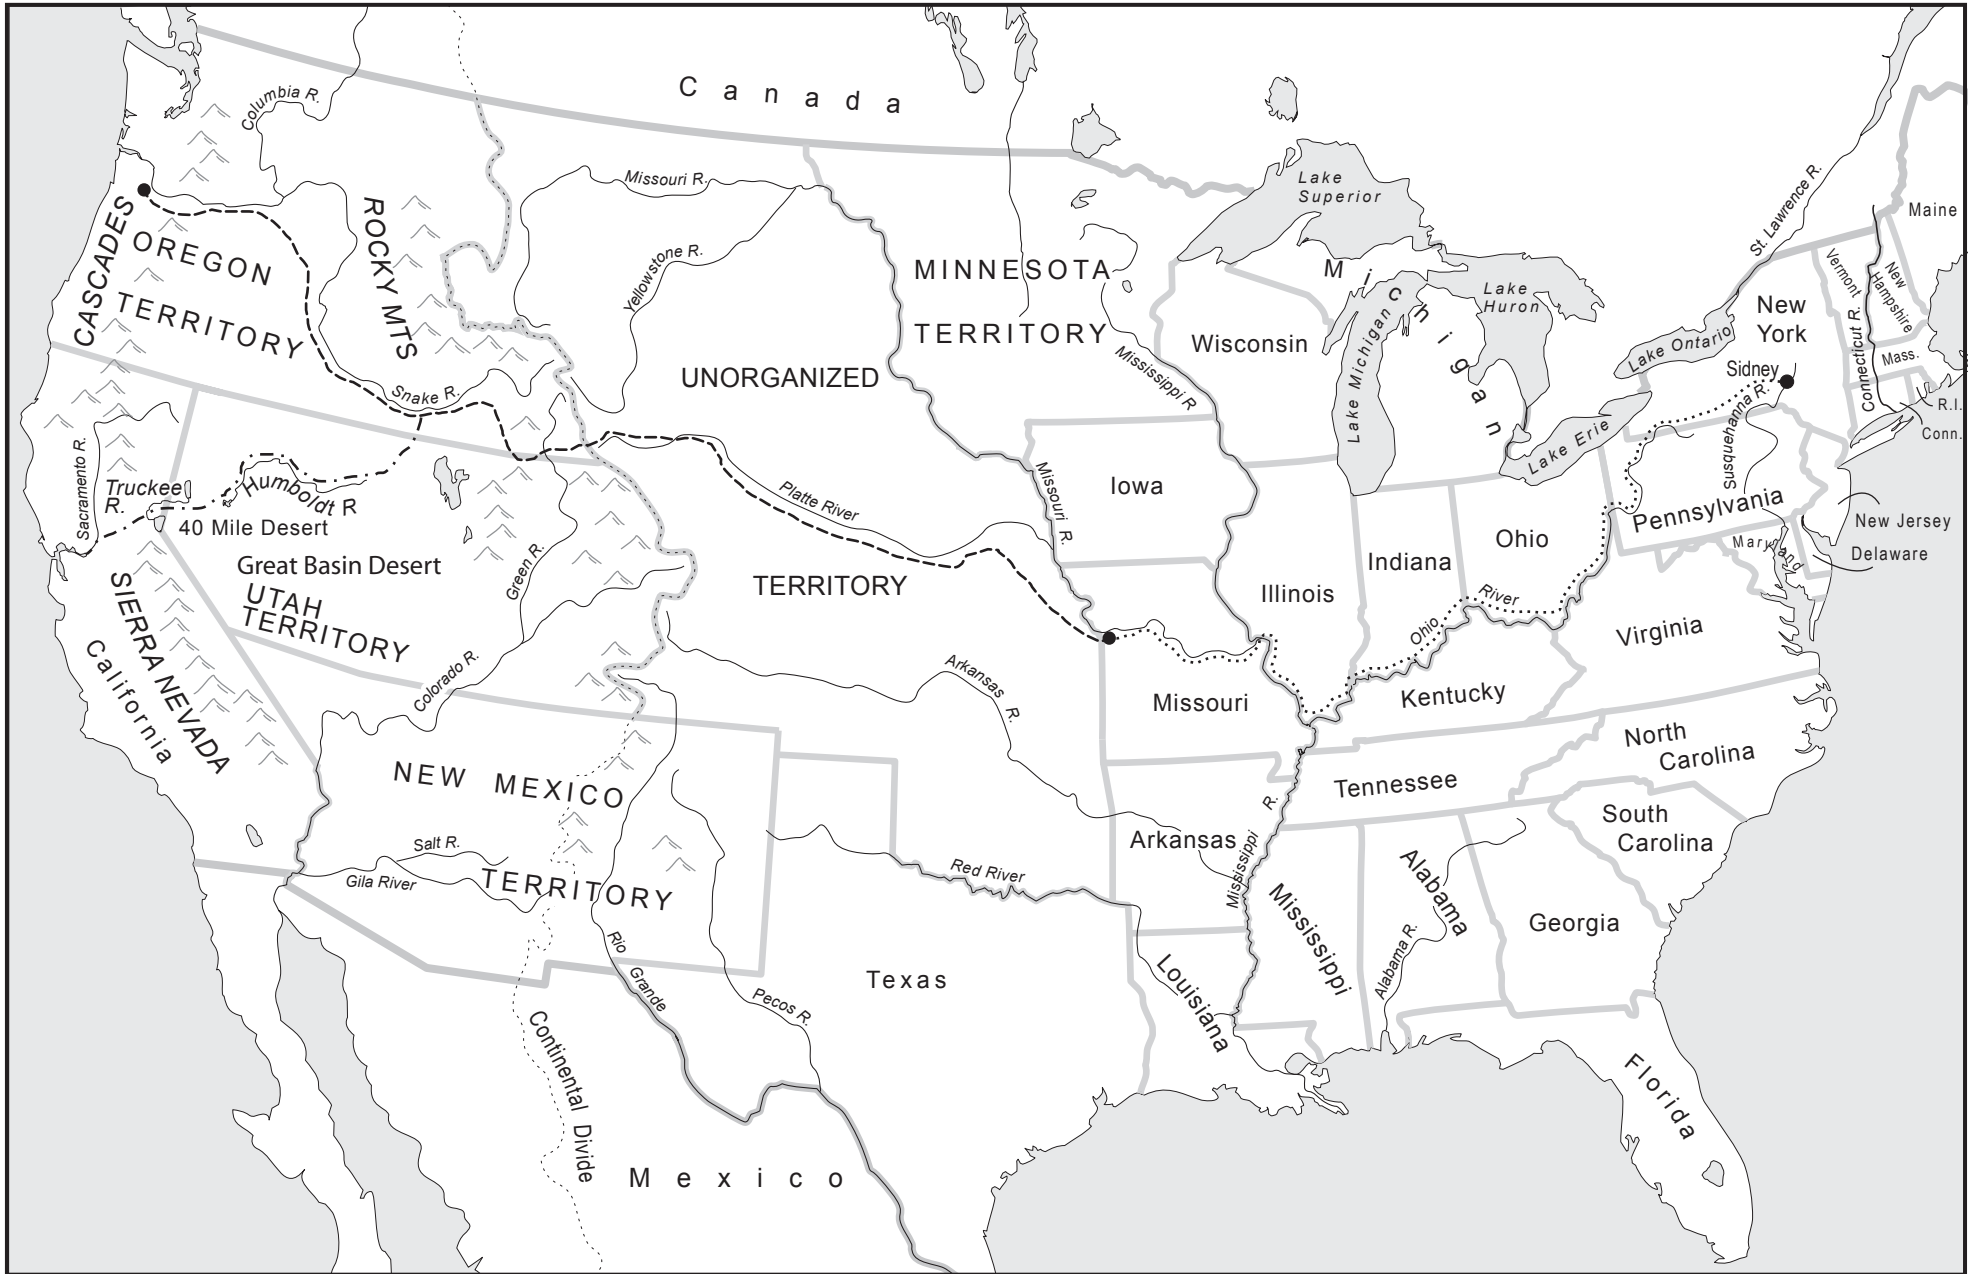 Canada
Columbia R.
Missouri R.
Lake
Superior
St. Lawrence R.
Maine
CASCADES
ROCKY MTS
OREGON
TERRITORY
Yellowstone R.
MINNESOTA
TERRITORY
Michigan
Lake
Huron
Vermont
New
Hampshire
New
York
Wisconsin
Lake Michigan
Lake Ontario
Connecticut R.
Mass.
Mississippi R
Sidney
UNORGANIZED
Snake R.
Susquehanna R.
R.I.
Conn.
Lake Erie
Sacramento R.
Truckee
R.
Humboldt R
40 Mile Desert
Platte River
Missouri R.
Iowa
Pennsylvania
New Jersey
Delaware
Maryland
Ohio
Indiana
Illinois
Great Basin Desert
Green R.
UTAH
TERRITORY
TERRITORY
Ohio
River
Virginia
SIERRA NEVADA
California
Colorado R.
Arkansas
R.
Missouri
Kentucky
North
Carolina
NEW MEXICO
TERRITORY
Tennessee
South
Carolina
Salt R.
Gila River
Red River
Arkansas
Mississippi
R.
Mississippi
Alabama
Alabama R.
Georgia
Rio
Grande
Pecos R.
Texas
Louisiana
Continental Divide
Florida
Mexico